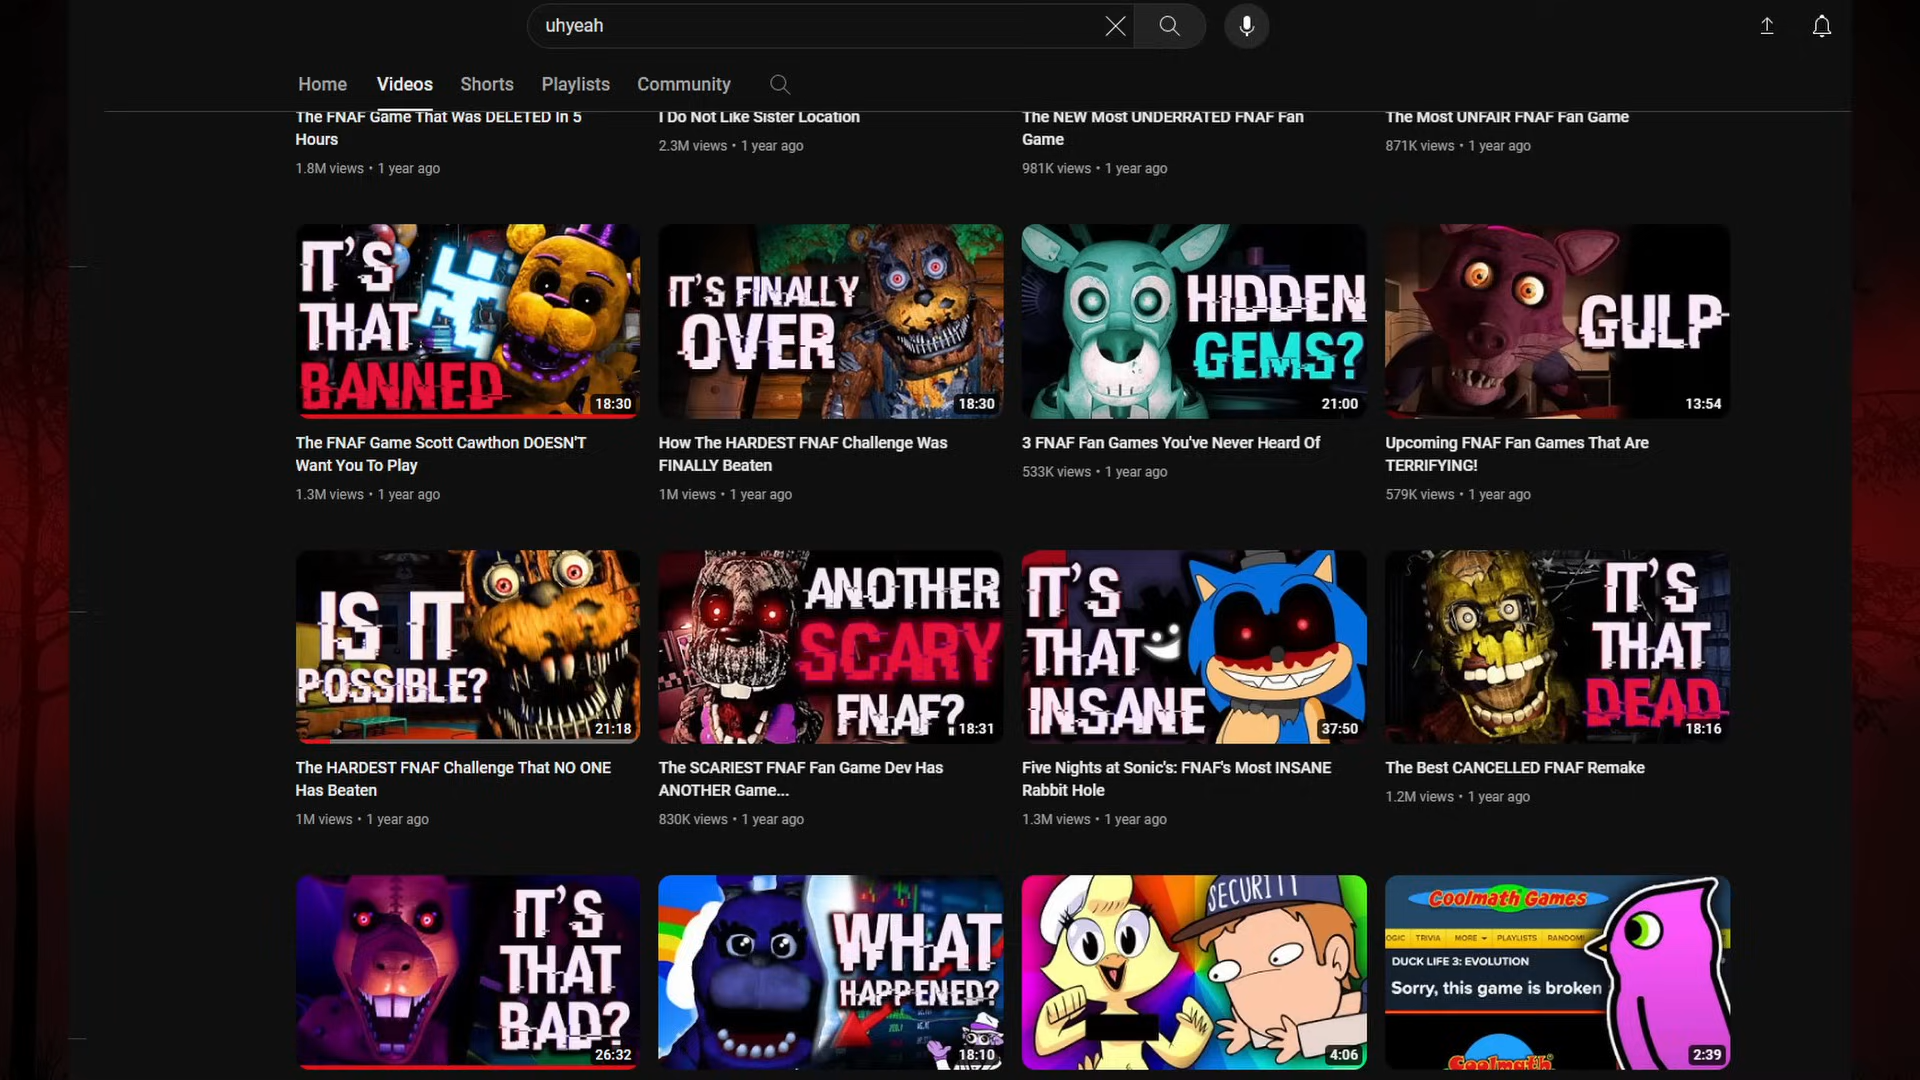 uhyeah
Home Videos Shorts Playlists Community
The FNAF Game That Was DELETED In 5
Hours
1.8M views • 1 year ago
I Do Not Like Sister Location
2.3M views • 1 year ago
The NEW Most UNDERRATED FNAF Fan
Game
981K views • 1 year ago
The Most UNFAIR FNAF Fan Game
871K views • 1 year ago
IT'S
THAT
BANNED
18:30
IT'S FINALLY
OVER
18:30
HIDDEN
GEMS?
21:00
GULP
13:54
The FNAF Game Scott Cawthon DOESN'T
Want You To Play
1.3M views • 1 year ago
How The HARDEST FNAF Challenge Was
FINALLY Beaten
1M views • 1 year ago
3 FNAF Fan Games You've Never Heard Of
533K views • 1 year ago
Upcoming FNAF Fan Games That Are
TERRIFYING!
579K views • 1 year ago
IS IT
POSSIBLE?
21:18
ANOTHER
SCARY
FNAF?
18:31
IT'S
THAT
INSANE
37:50
IT'S
THAT
DEAD
18:16
The HARDEST FNAF Challenge That NO ONE
Has Beaten
1M views • 1 year ago
The SCARIEST FNAF Fan Game Dev Has
ANOTHER Game...
830K views • 1 year ago
Five Nights at Sonic's: FNAF's Most INSANE
Rabbit Hole
1.3M views • 1 year ago
The Best CANCELLED FNAF Remake
1.2M views • 1 year ago
IT'S
THAT
BAD?
26:32
WHAT
HAPPENED?
18:10
SECURITY
4:06
Coolmath Games
OGIC TRIVIA MORE PLAYLISTS RANDOM
DUCK LIFE 3: EVOLUTION
Sorry, this game is broken
Coolmath
2:39